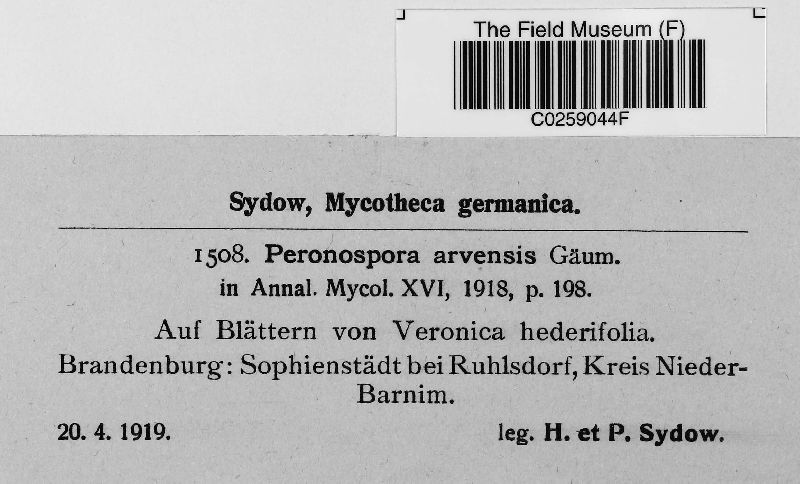 The Field Museum (F)
C0259044F
Sydow, Mycotheca germanica.
1508. Peronospora arvensis Gäum.
in Annal. Mycol. XVI, 1918, p. 198.
Auf Blättern von Veronica hederifolia.
Brandenburg: Sophienstädt bei Ruhlsdorf, Kreis Nieder-
Barnim.
20. 4. 1919. leg. H. et P. Sydow.